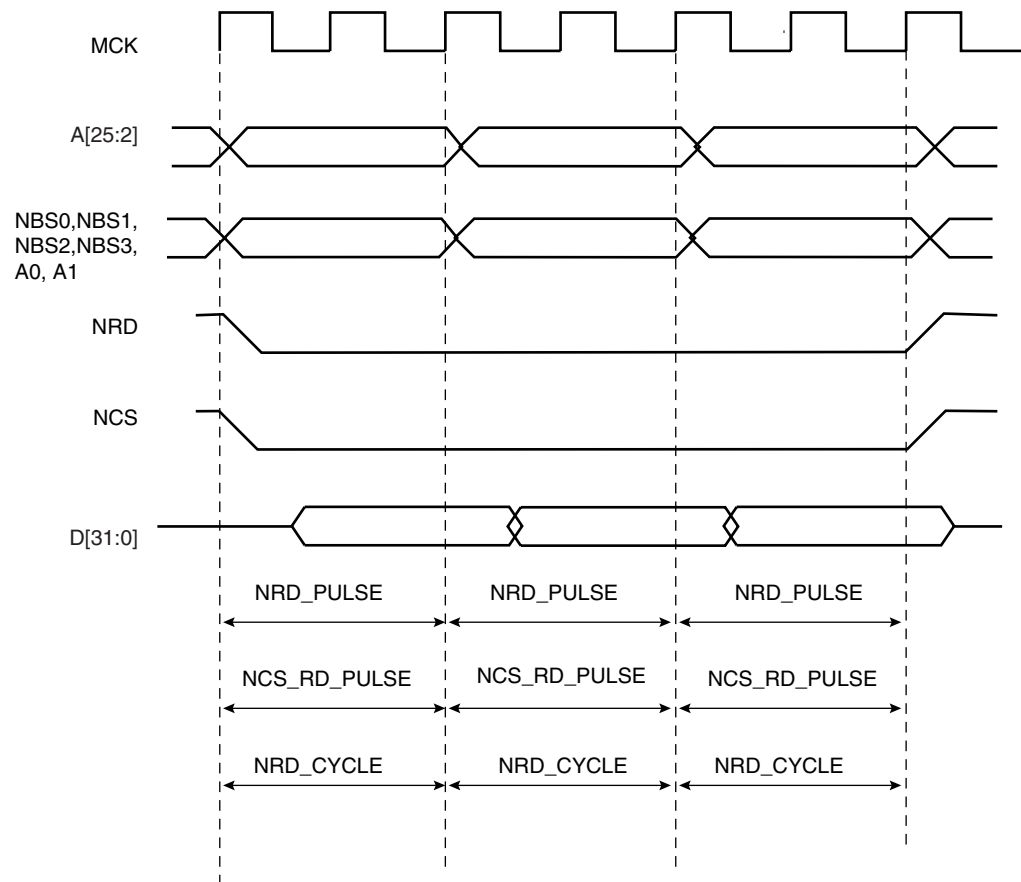 MCK
A[25:2]
NBS0,NBS1,
NBS2,NBS3,
A0, A1
NRD
NCS
D[31:0]
NRD_PULSE NRD_PULSE NRD_PULSE
NCS_RD_PULSE NCS_RD_PULSE NCS_RD_PULSE
NRD_CYCLE NRD_CYCLE NRD_CYCLE